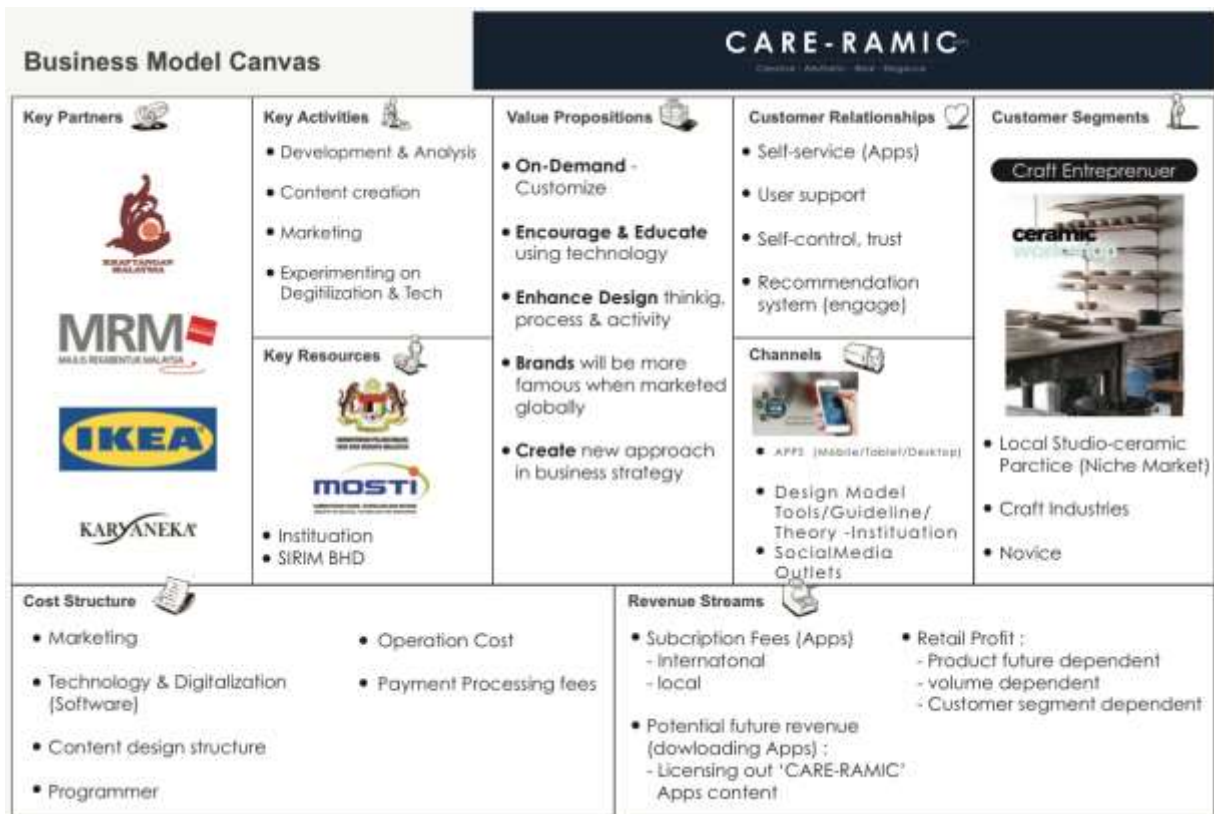 Business Model Canvas
CARE-RAMIC
Key Partners
KRAFTANGAN
MALAYSIA
MRM
MAJLIS REKABENTUK MALAYSIA
IKEA
KARYANEKA
Key Activities
• Development & Analysis
• Content creation
• Marketing
• Experimenting on
Degitilization & Tech
Key Resources
MOSTI
• Instituation
• SIRIM BHD
Value Propositions
• On-Demand -
Customize
• Encourage & Educate
using technology
• Enhance Design thinkig,
process & activity
• Brands will be more
famous when marketed
globally
• Create new approach
in business strategy
Customer Relationships
• Self-service (Apps)
• User support
• Self-control, trust
• Recommendation
system (engage)
Channels
• APPS (Mobile/Tablet/Desktop)
• Design Model
Tools/Guideline/
Theory -Instituation
• SocialMedia
Outlets
Customer Segments
Craft Entreprenuer
ceramic
• Local Studio-ceramic
Parctice (Niche Market)
• Craft Industries
• Novice
Cost Structure
• Marketing
• Technology & Digitalization
(Software)
• Content design structure
• Programmer
• Operation Cost
• Payment Processing fees
Revenue Streams
• Subcription Fees (Apps)
- Internatonal
- local
• Potential future revenue
(dowloading Apps) :
- Licensing out 'CARE-RAMIC'
Apps content
• Retail Profit :
- Product future dependent
- volume dependent
- Customer segment dependent